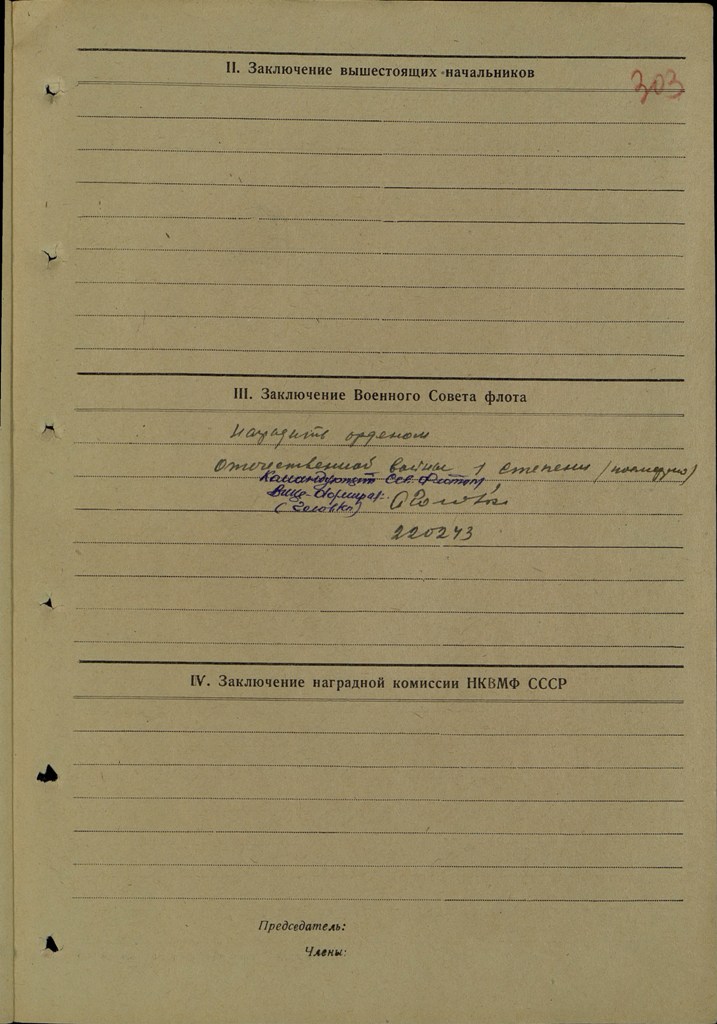 II. Заключение вышестоящих начальников
303
III. Заключение Военного Совета флота
Наградить орденом
Отечественной войны 1 степени (посмертно)
Командующий Сев. Флотом
Вице-Адмирал
(Головко)
220243
IV. Заключение наградной комиссии НКВМФ СССР
Председатель:
Члены: